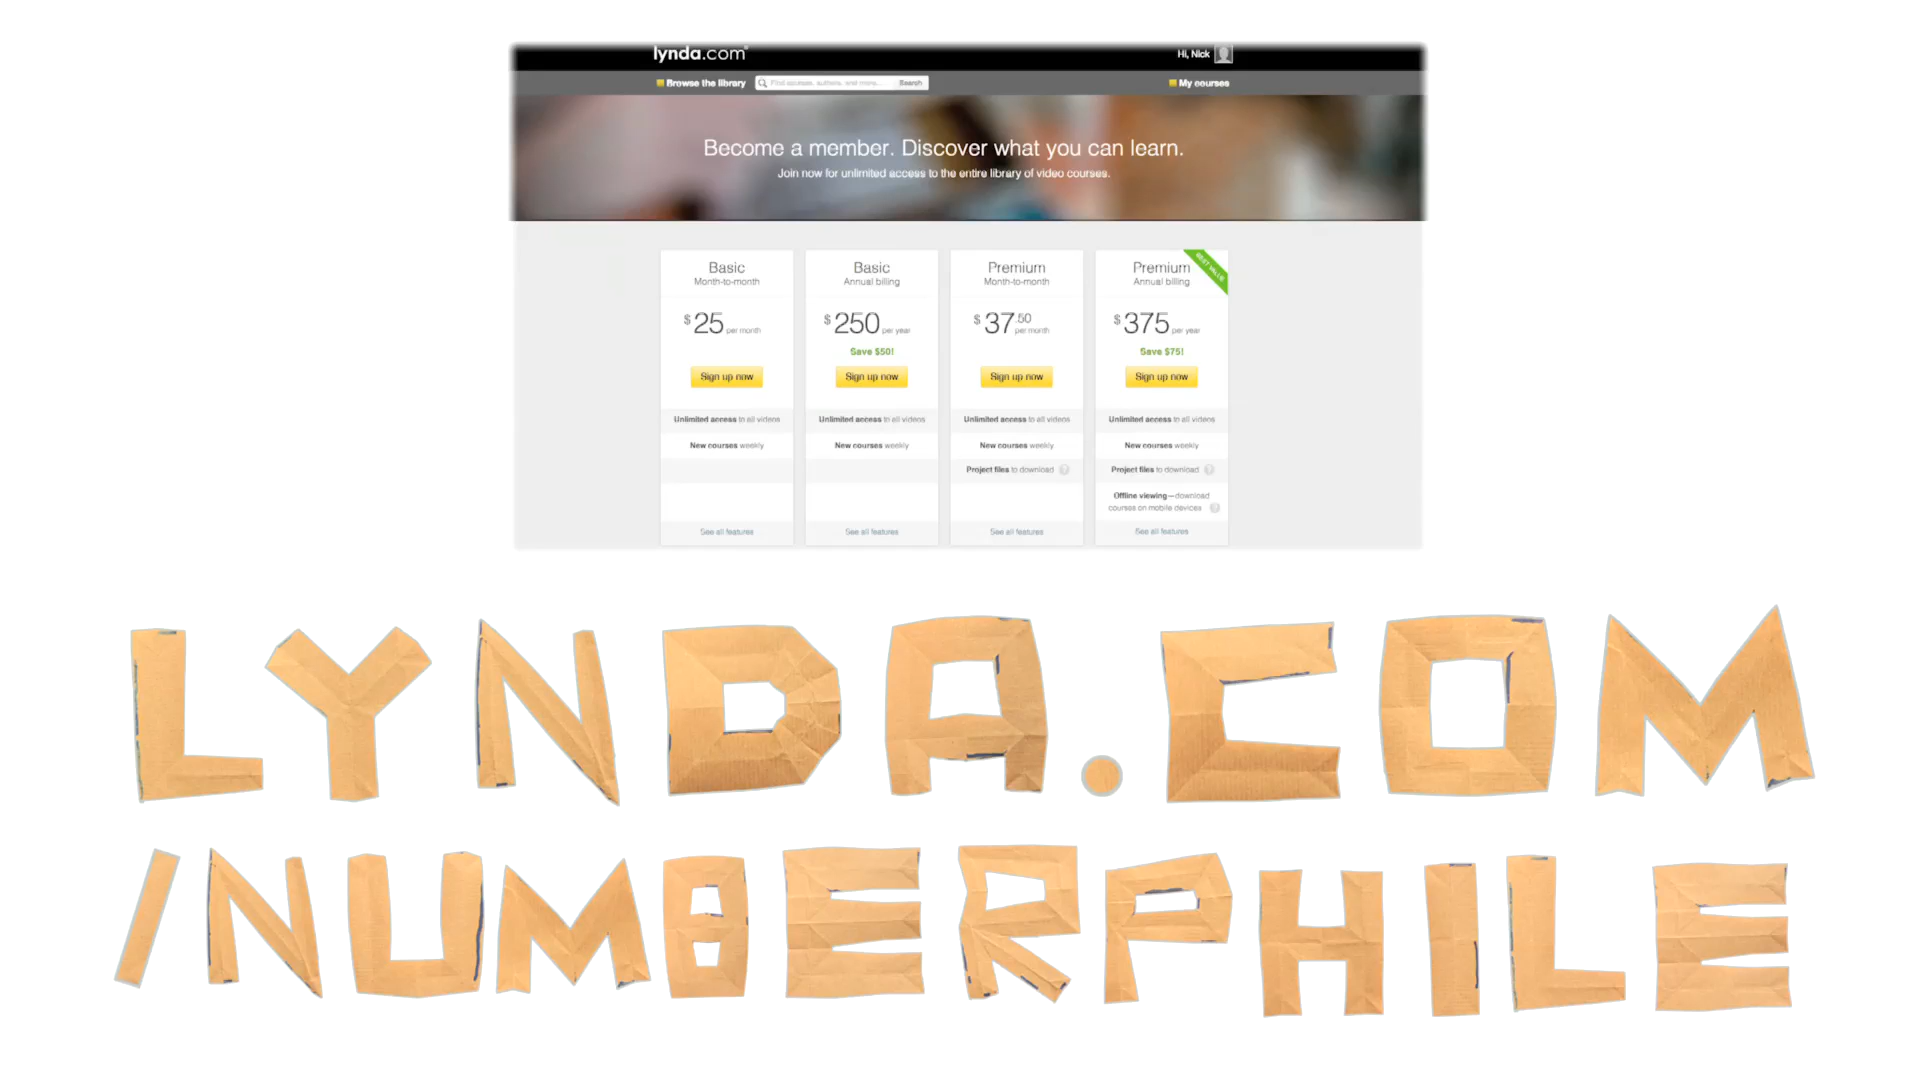 lynda.com
Hi, Nick
Browse the library
Find courses, authors, and more...
Search
My courses
Become a member. Discover what you can learn.
Join now for unlimited access to the entire library of video courses.
Basic
Month-to-month
$25 per month
Sign up now
Unlimited access to all videos
New courses weekly
See all features
Basic
Annual billing
$250 per year
Save $50!
Sign up now
Unlimited access to all videos
New courses weekly
See all features
Premium
Month-to-month
$37.50 per month
Sign up now
Unlimited access to all videos
New courses weekly
Project files to download ?
See all features
BEST VALUE
Premium
Annual billing
$375 per year
Save $75!
Sign up now
Unlimited access to all videos
New courses weekly
Project files to download ?
Offline viewing—download
courses on mobile devices ?
See all features
LYNDA.COM
/NUMBERPHILE